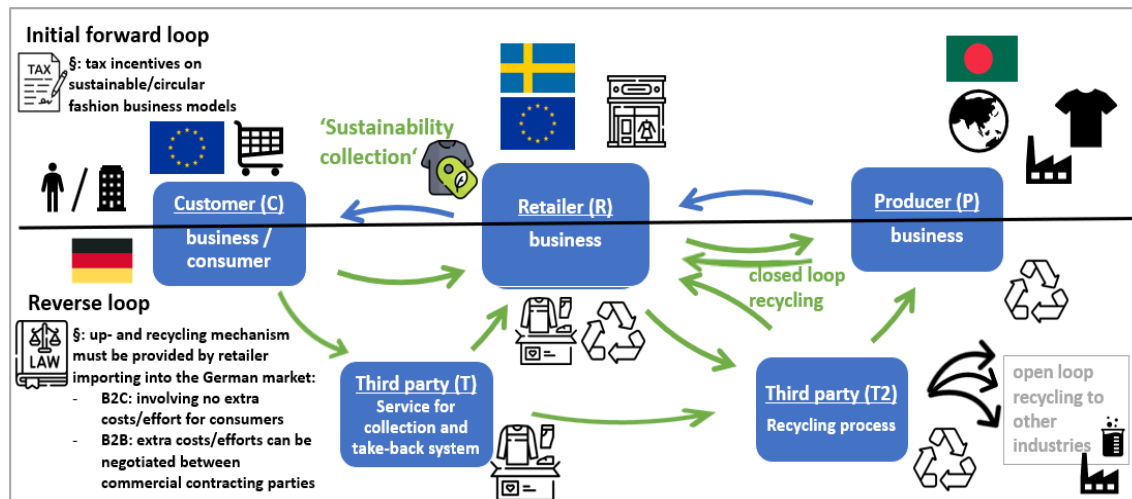 Initial forward loop
TAX
§: tax incentives on
sustainable/circular
fashion business models
'Sustainability
collection'
Customer (C)
business /
consumer
Retailer (R)
business
Producer (P)
business
closed loop
recycling
Reverse loop
LAW
§: up- and recycling mechanism
must be provided by retailer
importing into the German market:
- B2C: involving no extra
costs/effort for consumers
- B2B: extra costs/efforts can be
negotiated between
commercial contracting parties
Third party (T)
Service for
collection and
take-back system
Third party (T2)
Recycling process
open loop
recycling to
other
industries